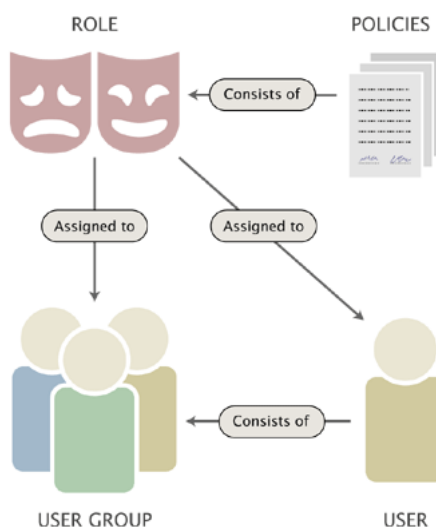 ROLE
POLICIES
Consists of
Assigned to
Assigned to
Consists of
USER GROUP
USER